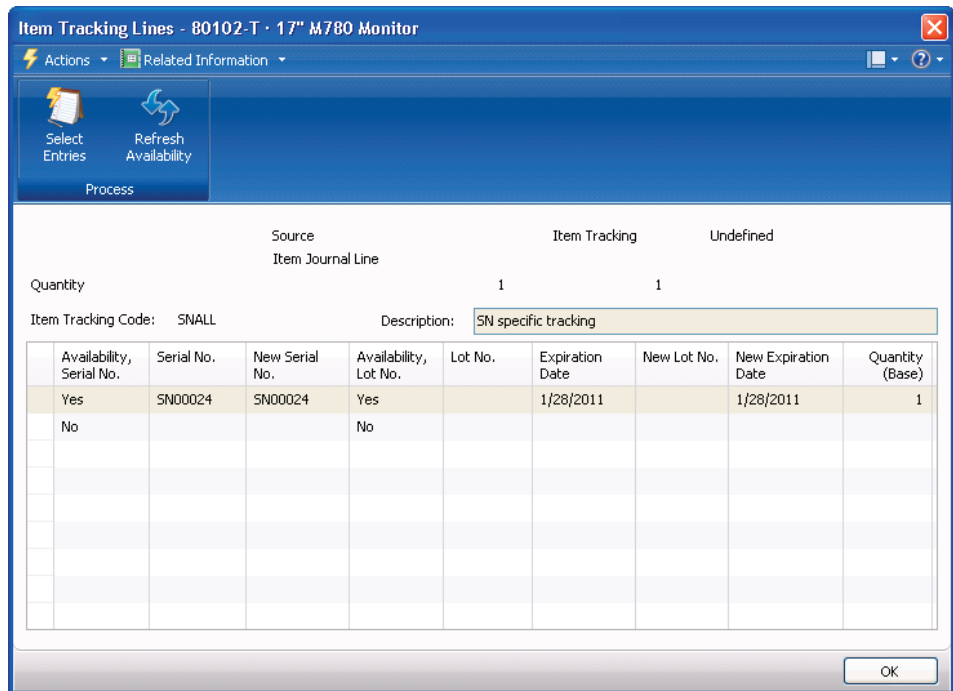 Item Tracking Lines - 80102-T · 17" M780 Monitor
Actions Related Information
Select Entries
Refresh Availability
Process
Source Item Tracking Undefined
Item Journal Line
Quantity 1 1
Item Tracking Code: SNALL Description: SN specific tracking
Availability, Serial No. Serial No. New Serial No. Availability, Lot No. Lot No. Expiration Date New Lot No. New Expiration Date Quantity (Base)
Yes SN00024 SN00024 Yes 1/28/2011 1/28/2011 1
No No
OK